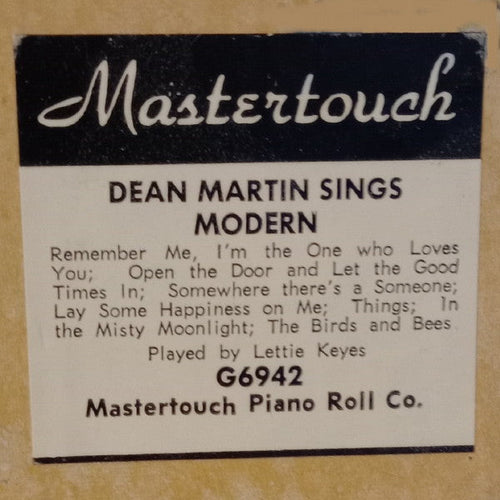 Mastertouch
DEAN MARTIN SINGS
MODERN
Remember Me, I'm the One who Loves
You; Open the Door and Let the Good
Times In; Somewhere there's a Someone;
Lay Some Happiness on Me; Things; In
the Misty Moonlight; The Birds and Bees
Played by Lettie Keyes
G6942
Mastertouch Piano Roll Co.